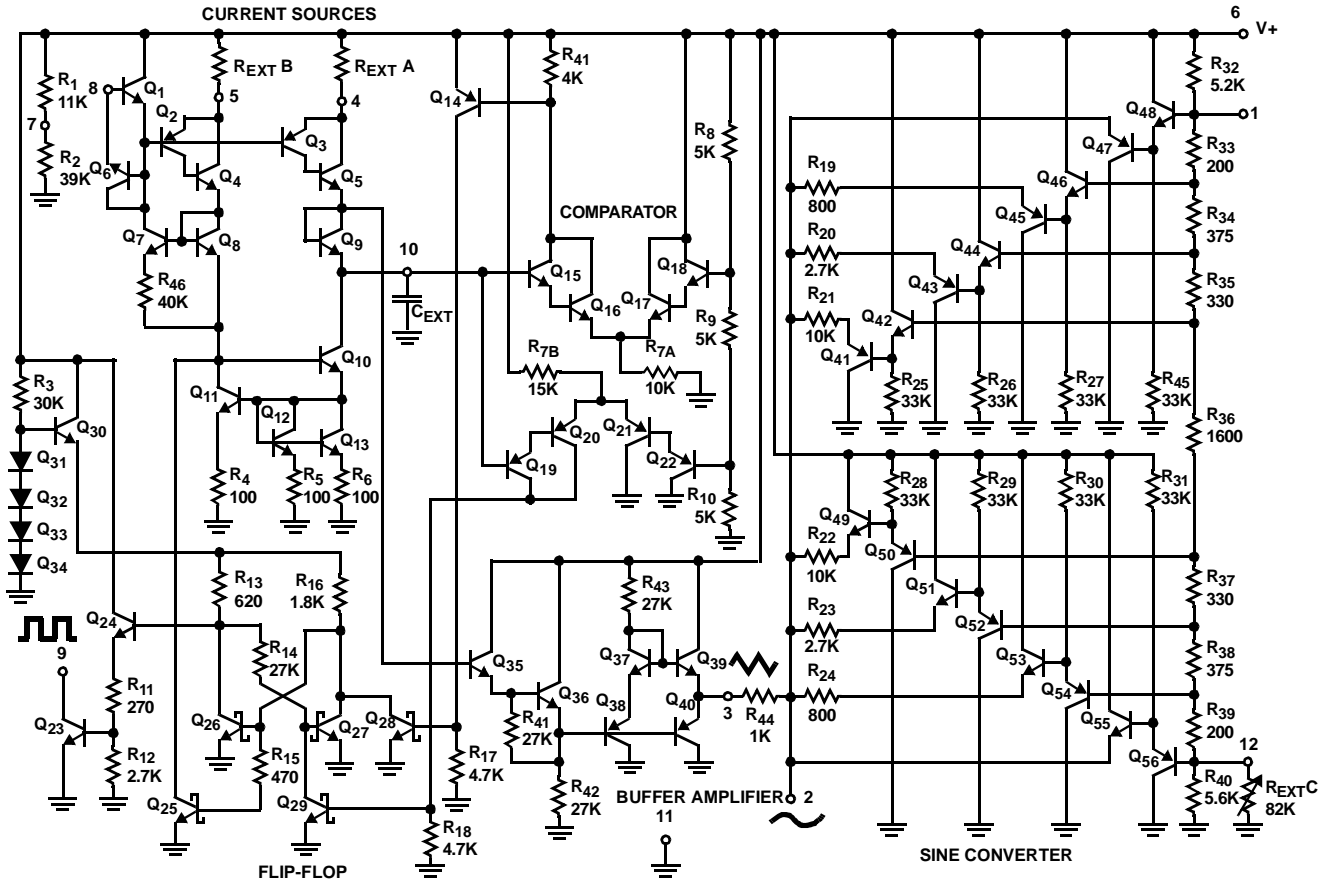 CURRENT SOURCES
6
V+
R1
11K
8
Q1
REXT B
5
REXT A
4
R41
4K
Q14
R32
5.2K
1
7
R2
39K
Q2
Q3
Q6
Q4
Q5
R8
5K
Q48
Q47
R33
200
R19
800
Q46
Q45
R34
375
COMPARATOR
Q7
Q8
Q9
10
R20
2.7K
Q44
Q43
R35
330
R46
40K
CEXT
Q15
Q16
Q17
Q18
R9
5K
R21
10K
Q42
Q41
R3
30K
Q10
Q11
Q12
Q13
R7B
15K
R7A
10K
R25
33K
R26
33K
R27
33K
R45
33K
R36
1600
Q30
Q31
Q32
Q33
Q34
R4
100
R5
100
R6
100
Q19
Q20
Q21
Q22
R10
5K
R28
33K
R29
33K
R30
33K
R31
33K
Q49
R22
10K
Q50
Q51
R37
330
R13
620
R16
1.8K
R43
27K
Q24
9
R14
27K
Q35
Q36
Q37
Q39
R23
2.7K
Q52
Q53
R38
375
R11
270
Q23
R12
2.7K
Q26
Q27
Q28
R15
470
Q25
Q29
R17
4.7K
R18
4.7K
R41
27K
R42
27K
Q38
Q40
3
R44
1K
R24
800
Q54
Q55
Q56
R39
200
12
R40
5.6K
REXTC
82K
BUFFER AMPLIFIER
2
11
FLIP-FLOP
SINE CONVERTER